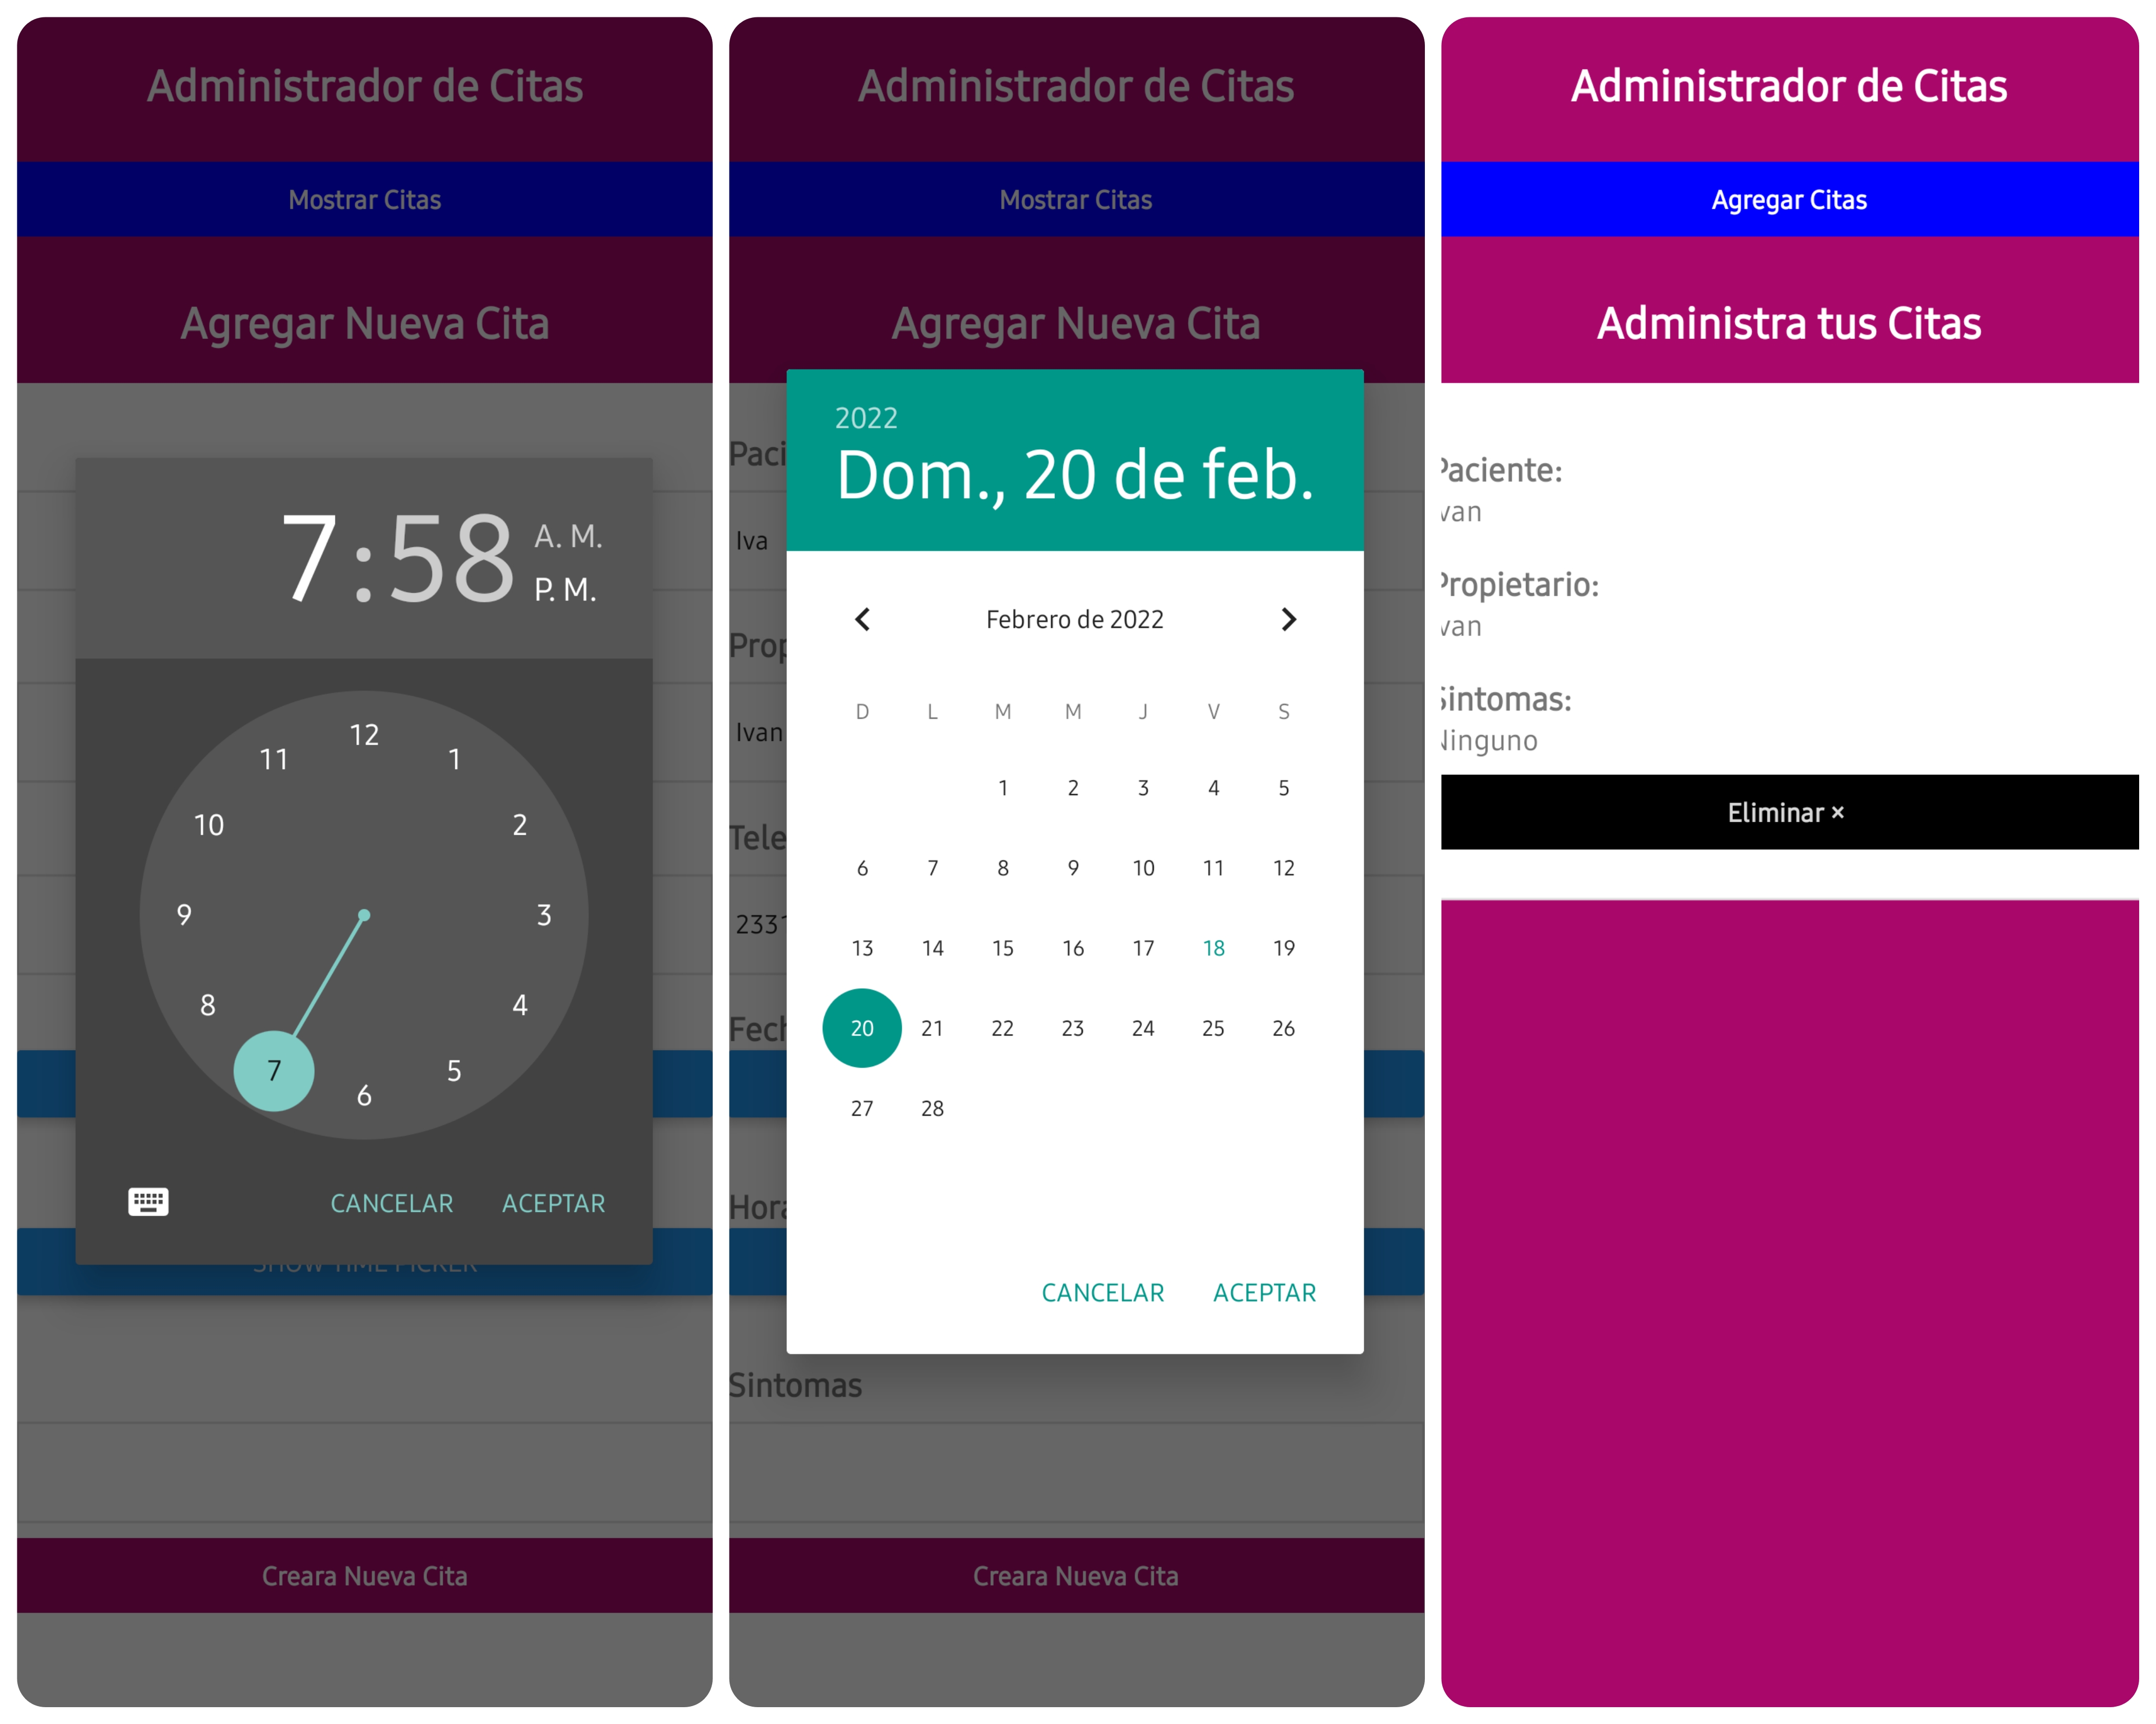 Administrador de Citas
Mostrar Citas
Agregar Nueva Cita
7:58
A. M.
P. M.
12
11
1
10
2
9
3
8
4
7
5
6
CANCELAR ACEPTAR
SHOW TIME PICKER
Creara Nueva Cita
Administrador de Citas
Mostrar Citas
Agregar Nueva Cita
2022
Dom., 20 de feb.
Paci
Iva
Prop
Ivan
Tele
2331
Fech
Hora
Febrero de 2022
D L M M J V S
1 2 3 4 5
6 7 8 9 10 11 12
13 14 15 16 17 18 19
20 21 22 23 24 25 26
27 28
CANCELAR ACEPTAR
Sintomas
Creara Nueva Cita
Administrador de Citas
Agregar Citas
Administra tus Citas
Paciente:
Ivan
Propietario:
Ivan
Sintomas:
Ninguno
Eliminar ×